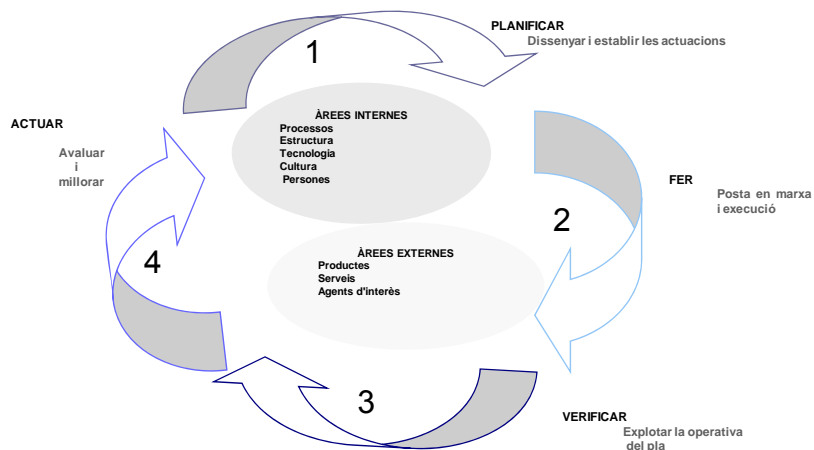 1
PLANIFICAR
Dissenyar i establir les actuacions
ÀREES INTERNES
Processos
Estructura
Tecnologia
Cultura
Persones
ACTUAR
Avaluar
i
millorar
FER
Posta en marxa
i execució
2
ÀREES EXTERNES
Productes
Serveis
Agents d'interès
4
3
VERIFICAR
Explotar la operativa
del pla